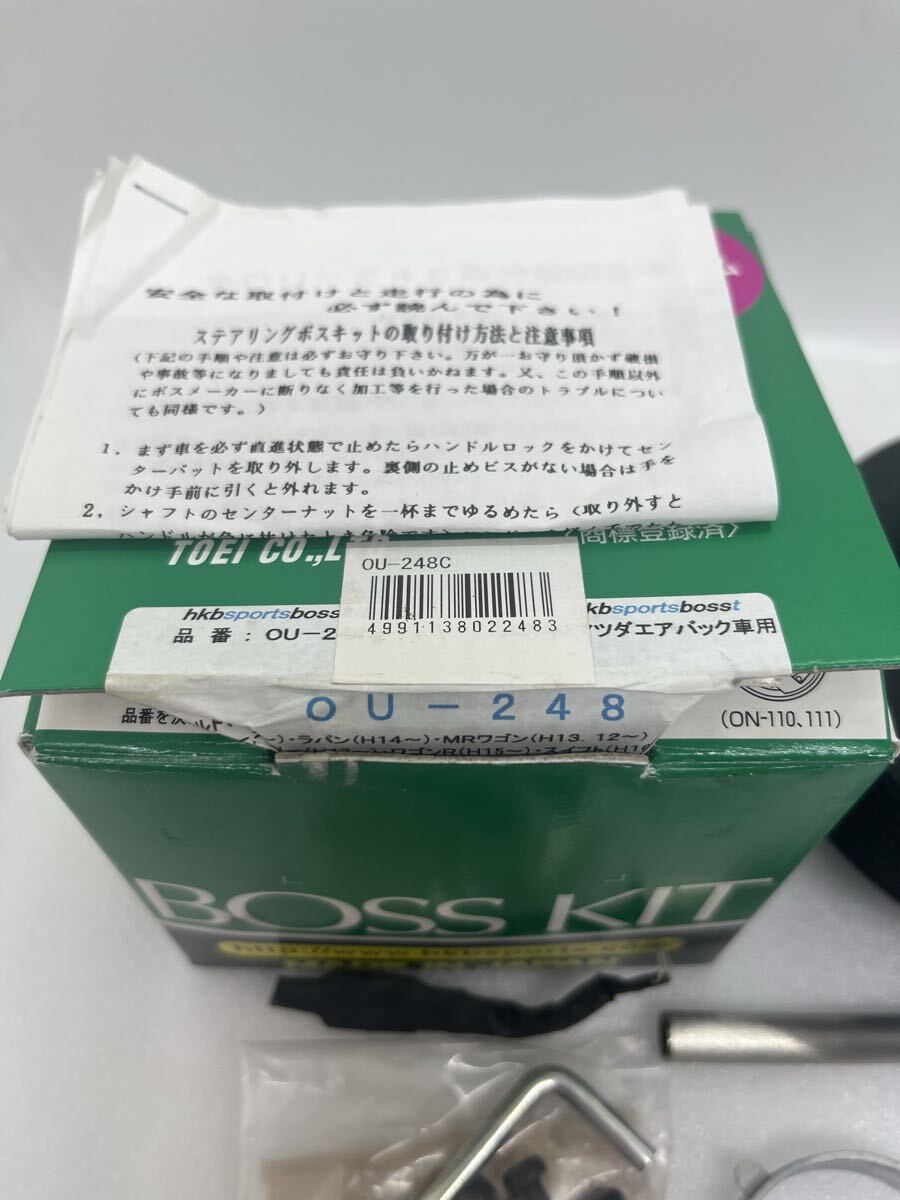 安全な取付けと走行の為に
必ず読んで下さい！
ステアリングボスキットの取り付け方法と注意事項
(下記の手順や注意は必ずお守り下さい。万が一お守り頂かず破損
や事故等になりましても責任は負いかねます。又、この手順以外
にボスメーカーに断りなく加工等を行った場合のトラブルについ
ても同様です。)
1. まず車を必ず直進状態で止めたらハンドルロックをかけてセン
ターパットを取り外します。裏側の止めビスがない場合は手を
かけ手前に引くと外れます。
2, シャフトのセンターナットを一杯までゆるめたら(取り外すと
TOEI CO.,L
〈商標登録済〉
OU-248C
4991138022483
hkbsportsboss
kbsportsbosst
品 番 : OU-2
マツダエアバック車用
OU-248
品番を
(ON-110,111)
〜)・ラパン(H14〜)・MRワゴン(H13. 12〜)
・ワゴンR(H15〜)・スイフト(H1
BOSS KIT